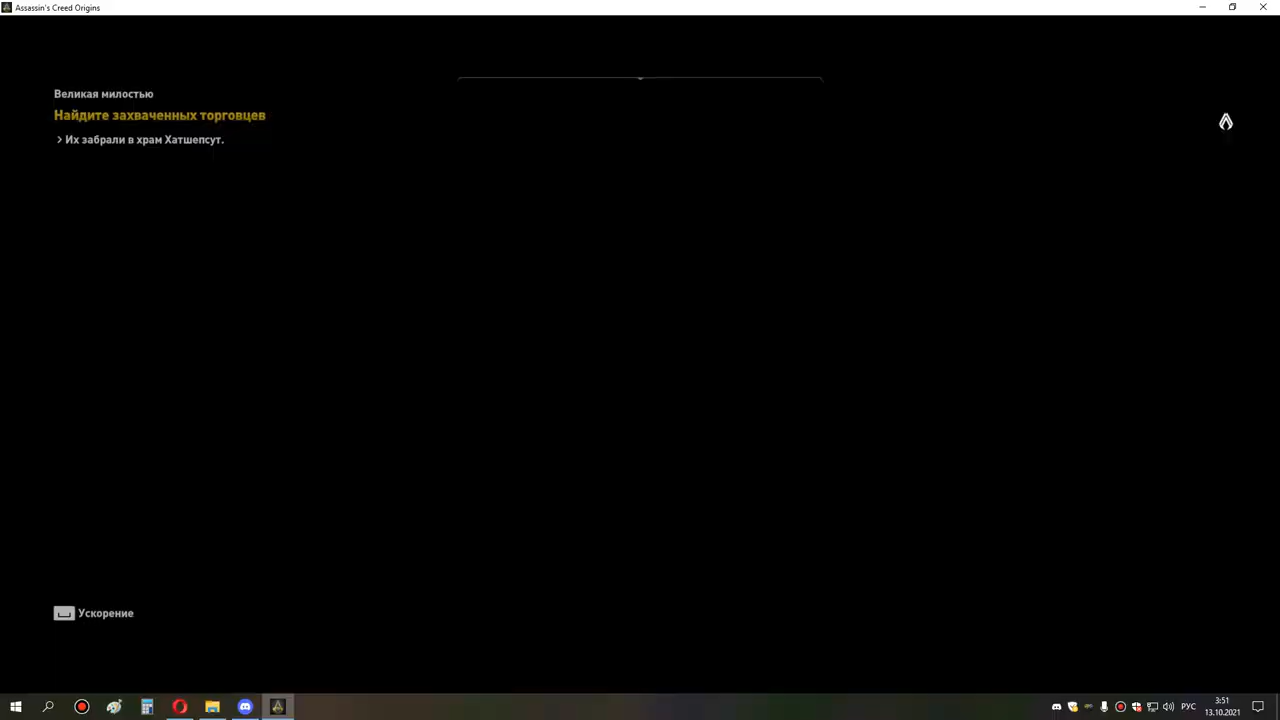 Assassin's Creed Origins
Великая милостью
Найдите захваченных торговцев
> Их забрали в храм Хатшепсут.
Ускорение
РУС
3:51
13.10.2021